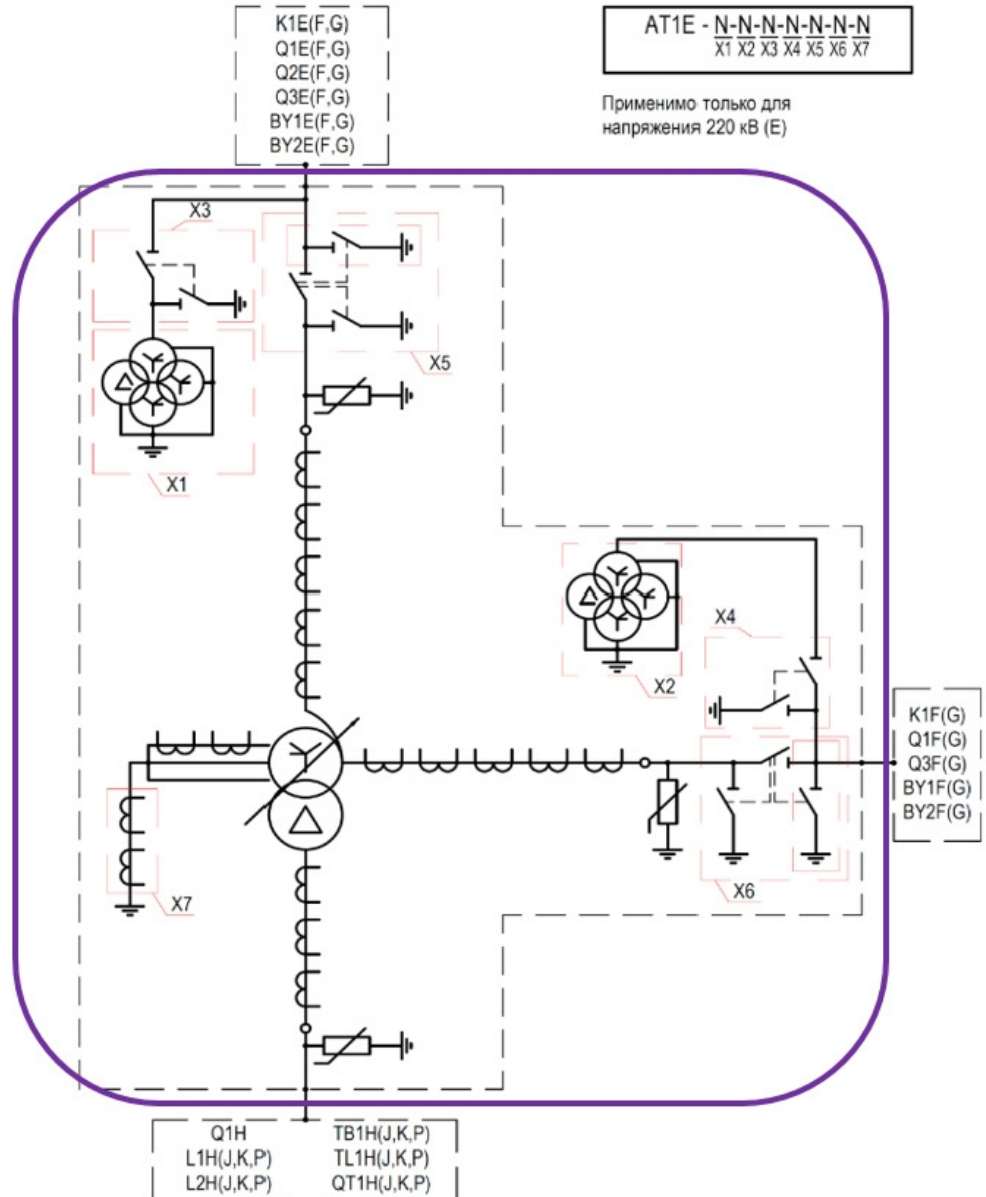 K1E(F,G)
Q1E(F,G)
Q2E(F,G)
Q3E(F,G)
BY1E(F,G)
BY2E(F,G)
AT1E - N-N-N-N-N-N-N
X1 X2 X3 X4 X5 X6 X7
Применимо только для
напряжения 220 кВ (E)
X3
X5
X1
X4
X2
K1F(G)
Q1F(G)
Q3F(G)
BY1F(G)
BY2F(G)
X6
X7
Q1H TB1H(J,K,P)
L1H(J,K,P) TL1H(J,K,P)
L2H(J,K,P) QT1H(J,K,P)